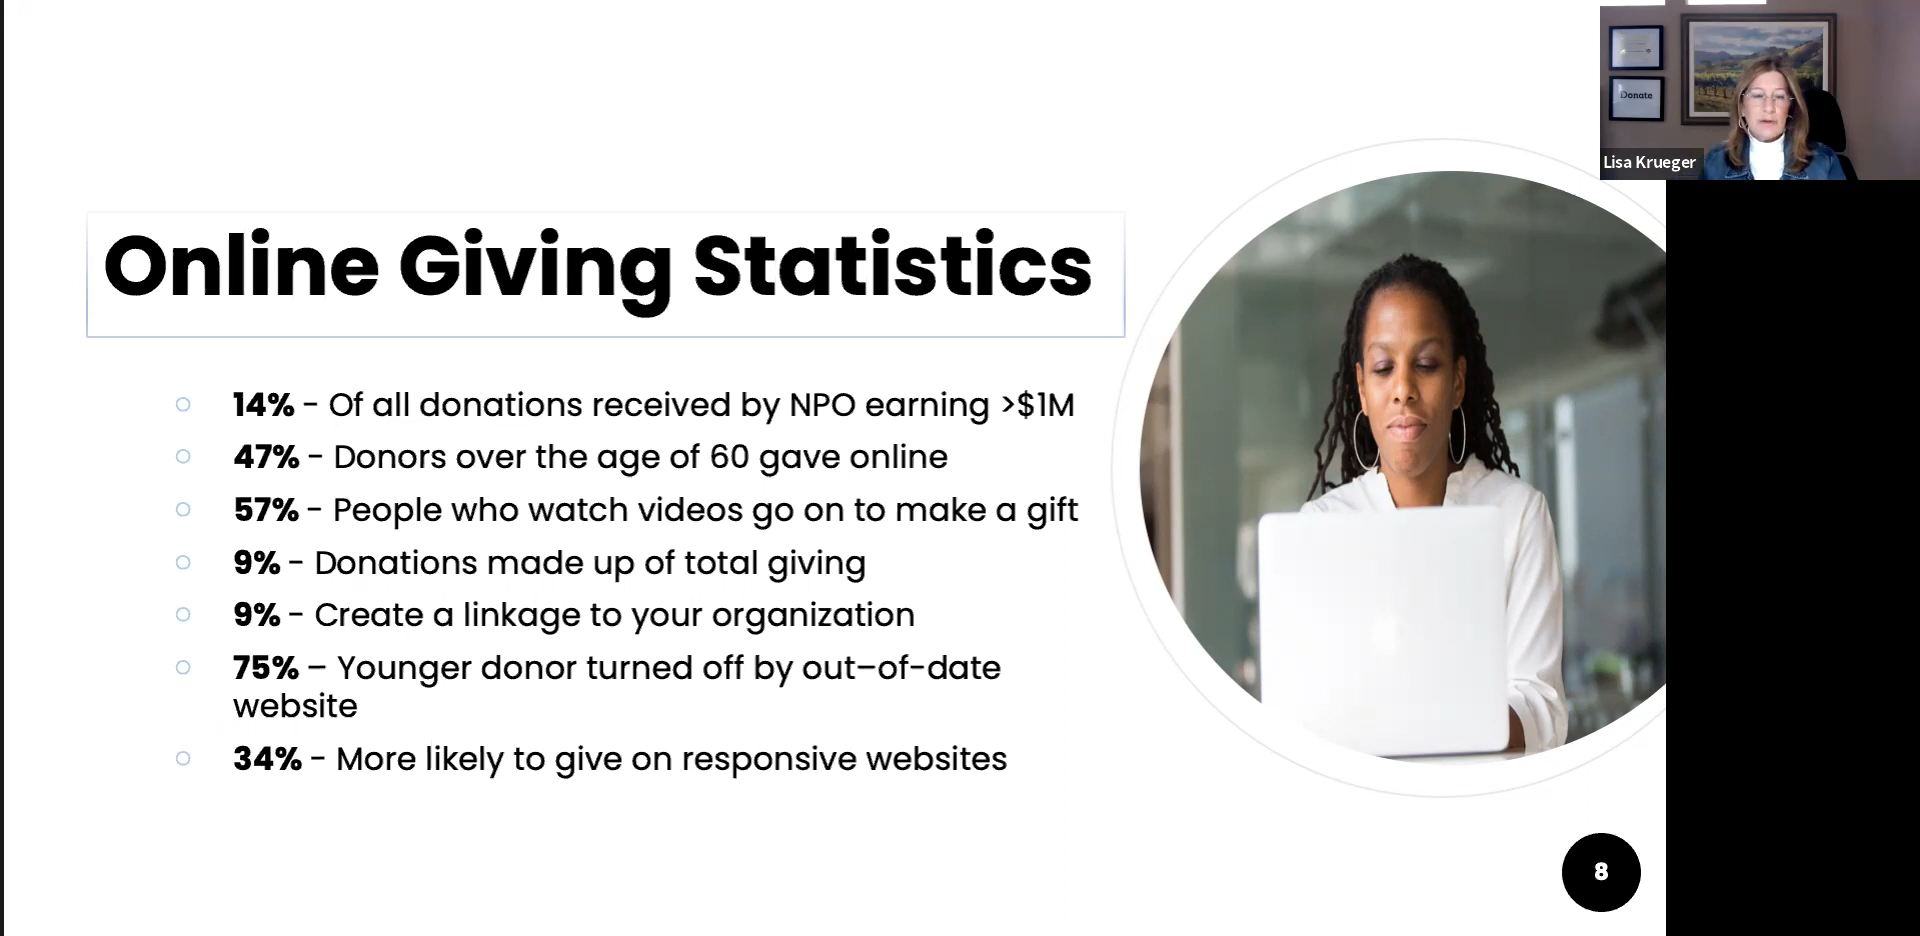 Donate
Lisa Krueger
Online Giving Statistics
14% - Of all donations received by NPO earning >$1M
47% - Donors over the age of 60 gave online
57% - People who watch videos go on to make a gift
9% - Donations made up of total giving
9% - Create a linkage to your organization
75% – Younger donor turned off by out–of-date
website
34% - More likely to give on responsive websites
8